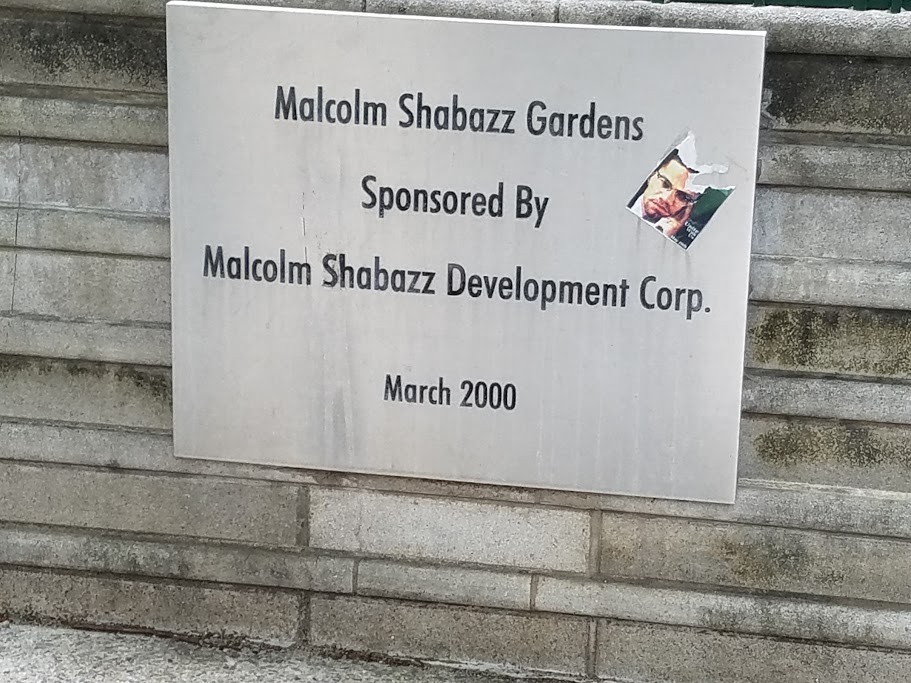 Malcolm Shabazz Gardens
Sponsored By
Malcolm Shabazz Development Corp.
March 2000